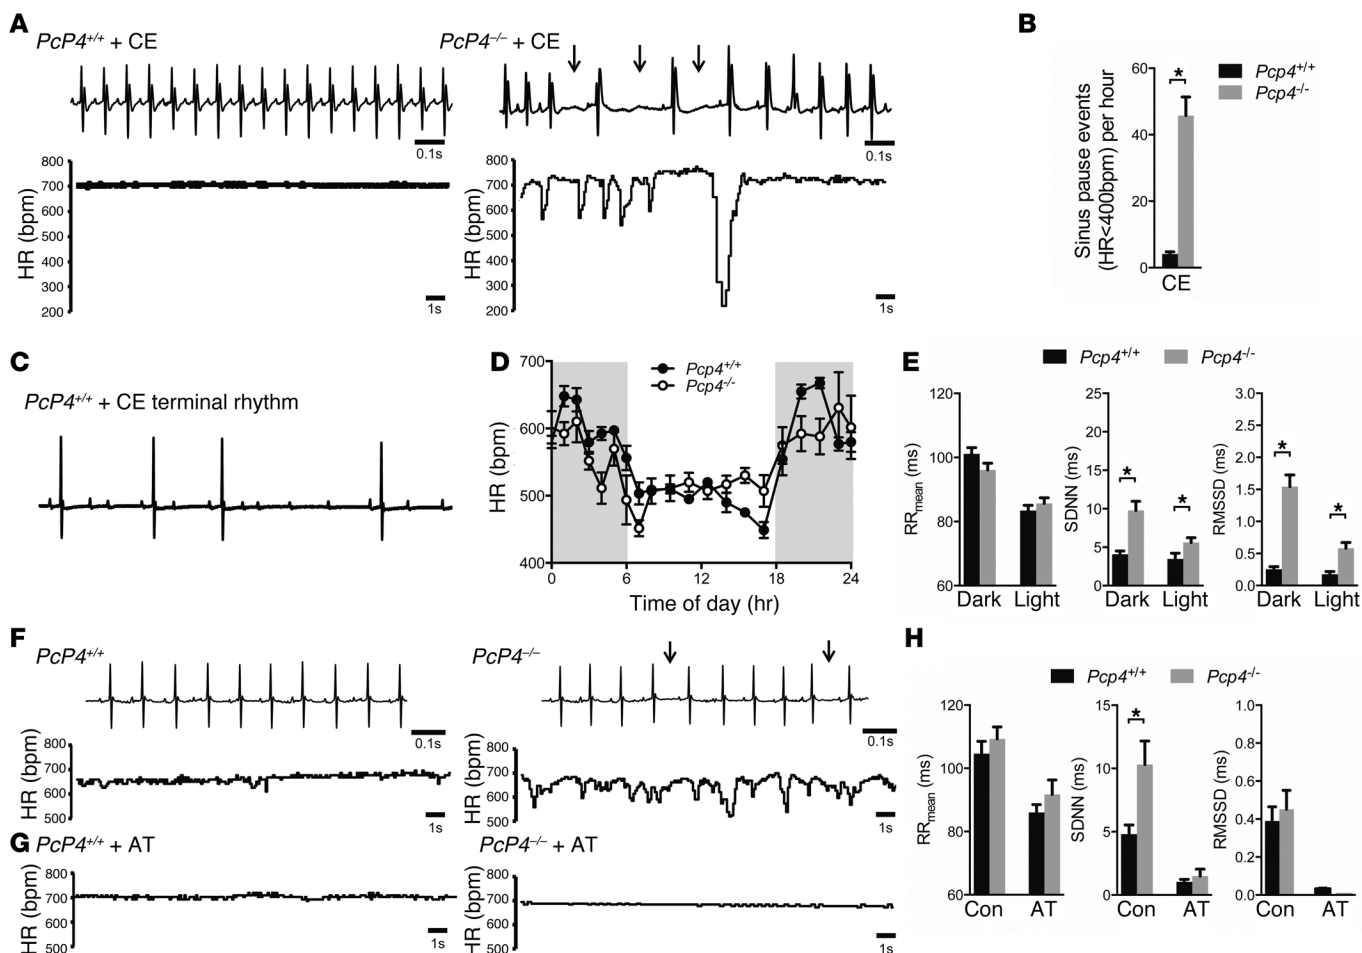 A
PcP4+/+ + CE
PcP4–/– + CE
0.1s
0.1s
HR (bpm)
800
700
600
500
400
300
200
1s
HR (bpm)
800
700
600
500
400
300
200
1s
B
Sinus pause events
(HR<400bpm) per hour
60
40
20
0
*
CE
Pcp4+/+
Pcp4-/-
C
PcP4+/+ + CE terminal rhythm
D
HR (bpm)
700
600
500
400
Pcp4+/+
Pcp4-/-
0
6
12
18
24
Time of day (hr)
E
Pcp4+/+
Pcp4-/-
RRmean (ms)
120
100
80
60
Dark Light
SDNN (ms)
25
20
15
10
5
0
*
*
Dark Light
RMSSD (ms)
3.0
2.5
2.0
1.5
1.0
0.5
0.0
*
*
Dark Light
F
PcP4+/+
PcP4–/–
0.1s
0.1s
HR (bpm)
800
700
600
500
1s
HR (bpm)
800
700
600
500
1s
G
PcP4+/+ + AT
PcP4–/– + AT
HR (bpm)
800
700
600
500
1s
HR (bpm)
800
700
600
500
1s
H
Pcp4+/+
Pcp4-/-
RRmean (ms)
120
100
80
60
Con AT
SDNN (ms)
15
10
5
0
*
Con AT
RMSSD (ms)
1.0
0.8
0.6
0.4
0.2
0.0
Con AT